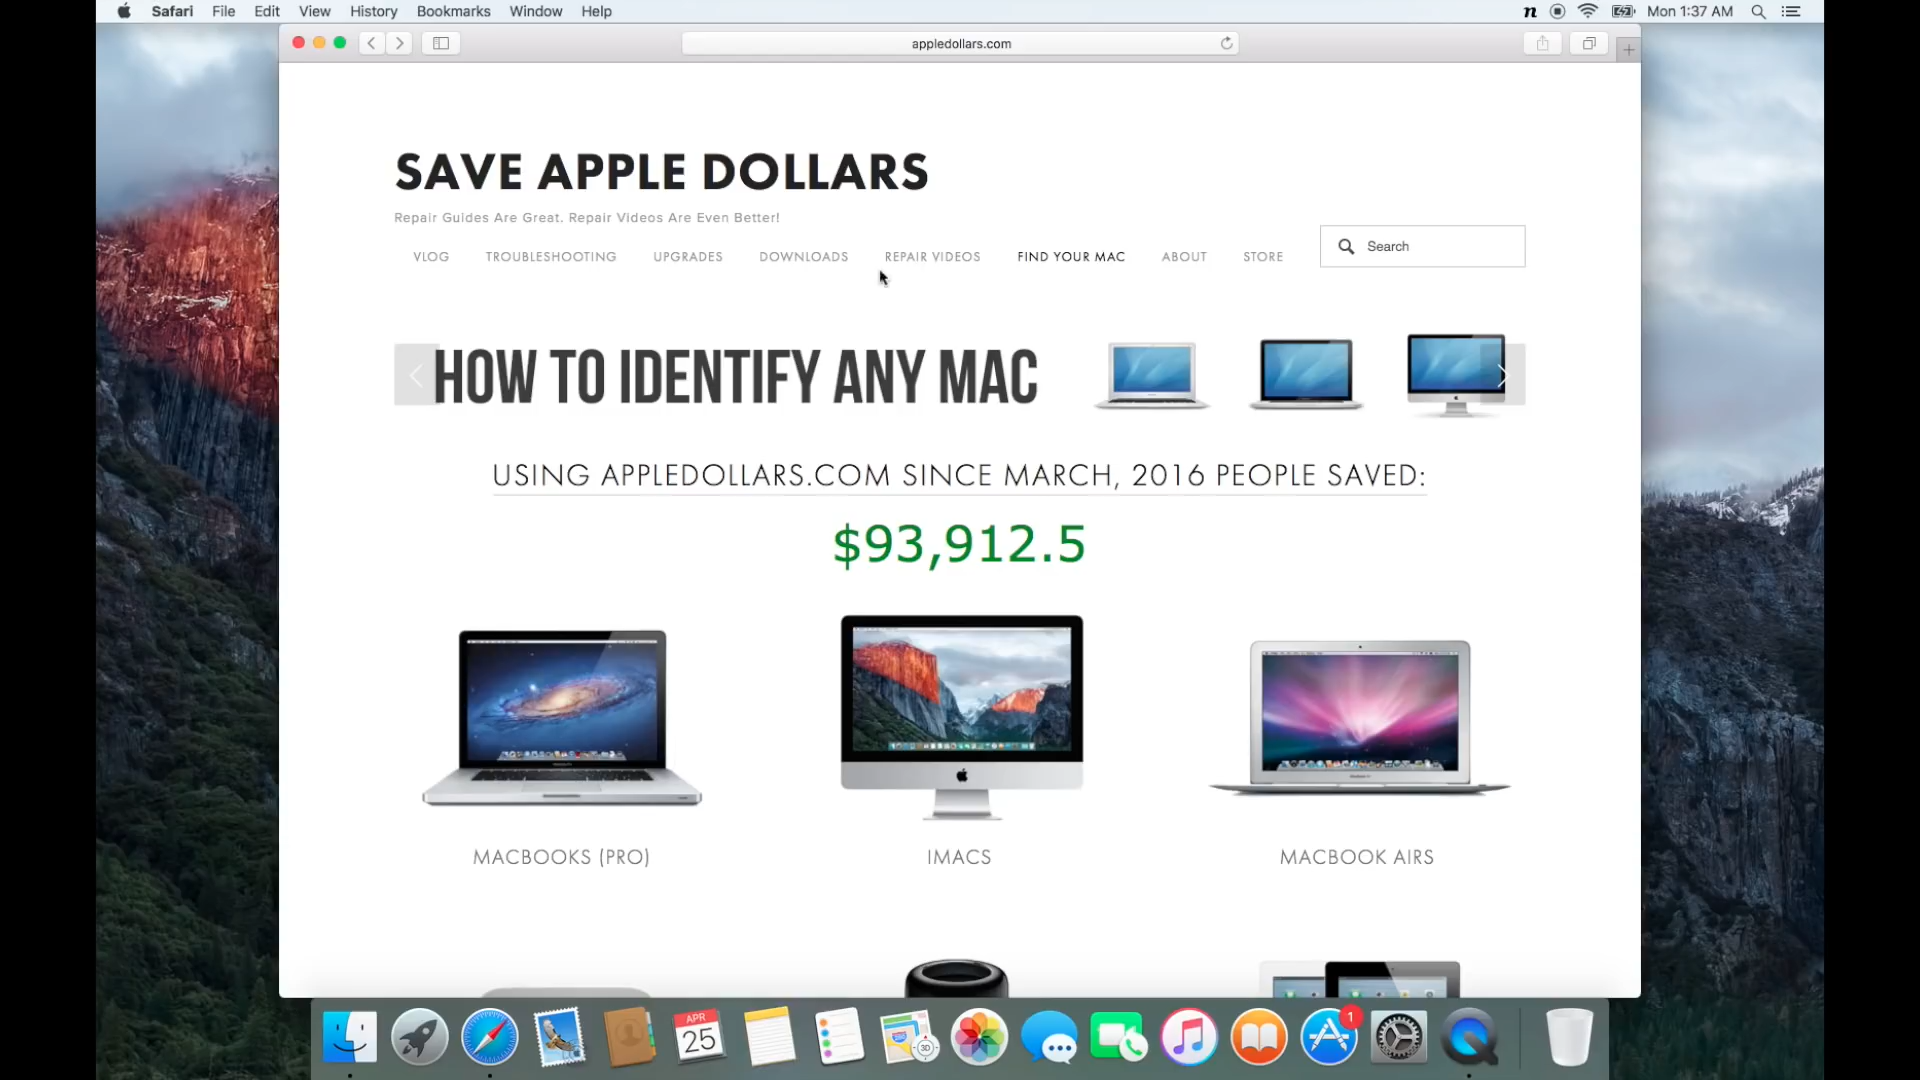 Safari File Edit View History Bookmarks Window Help
n Mon 1:37 AM
appledollars.com
SAVE APPLE DOLLARS
Repair Guides Are Great. Repair Videos Are Even Better!
VLOG TROUBLESHOOTING UPGRADES DOWNLOADS REPAIR VIDEOS FIND YOUR MAC ABOUT STORE
Search
HOW TO IDENTIFY ANY MAC
USING APPLEDOLLARS.COM SINCE MARCH, 2016 PEOPLE SAVED:
$93,912.5
MACBOOKS (PRO) IMACS MACBOOK AIRS
APR
25
3D
1